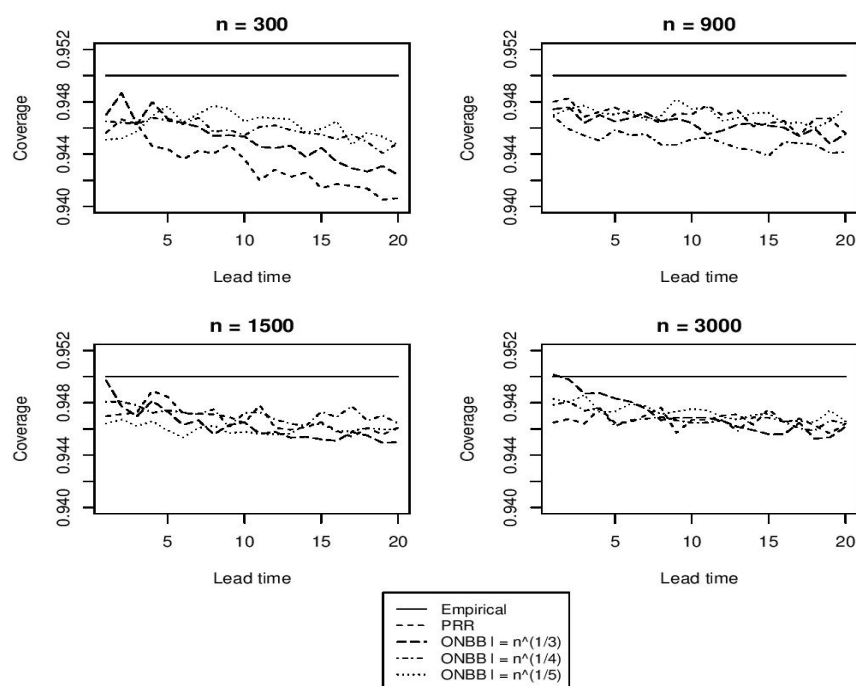 n = 300
Coverage
0.940 0.944 0.948 0.952
5 10 15 20
Lead time
n = 900
Coverage
0.940 0.944 0.948 0.952
5 10 15 20
Lead time
n = 1500
Coverage
0.940 0.944 0.948 0.952
5 10 15 20
Lead time
n = 3000
Coverage
0.940 0.944 0.948 0.952
5 10 15 20
Lead time
Empirical
PRR
ONBB l = n^(1/3)
ONBB l = n^(1/4)
ONBB l = n^(1/5)